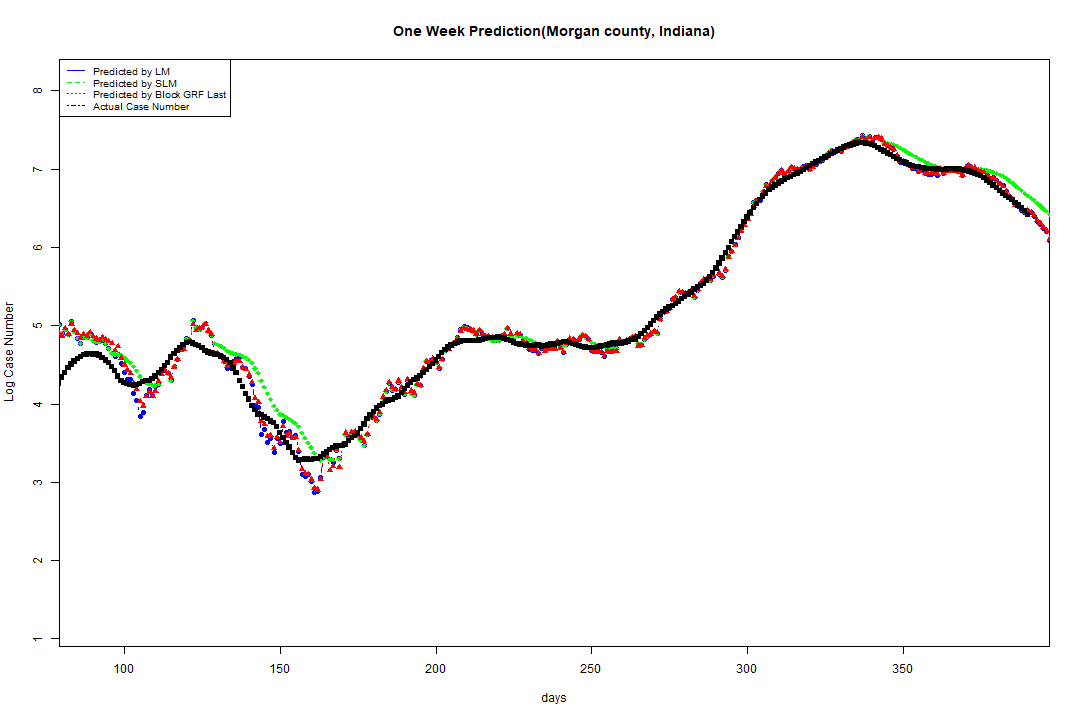 One Week Prediction(Morgan county, Indiana)
Predicted by LM
Predicted by SLM
Predicted by Block GRF Last
Actual Case Number
8
7
6
5
4
3
2
1
Log Case Number
100 150 200 250 300 350
days